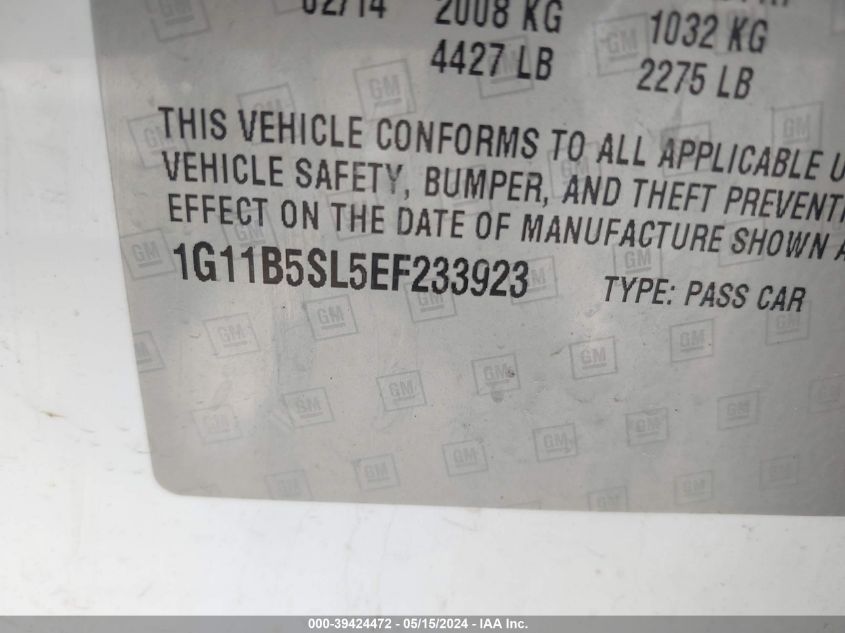 02/14 2008 KG 1032 KG
4427 LB 2275 LB
THIS VEHICLE CONFORMS TO ALL APPLICABLE U
VEHICLE SAFETY, BUMPER, AND THEFT PREVENTI
EFFECT ON THE DATE OF MANUFACTURE SHOWN A
1G11B5SL5EF233923 TYPE: PASS CAR
GM
000-39424472 - 05/15/2024 - IAA Inc.